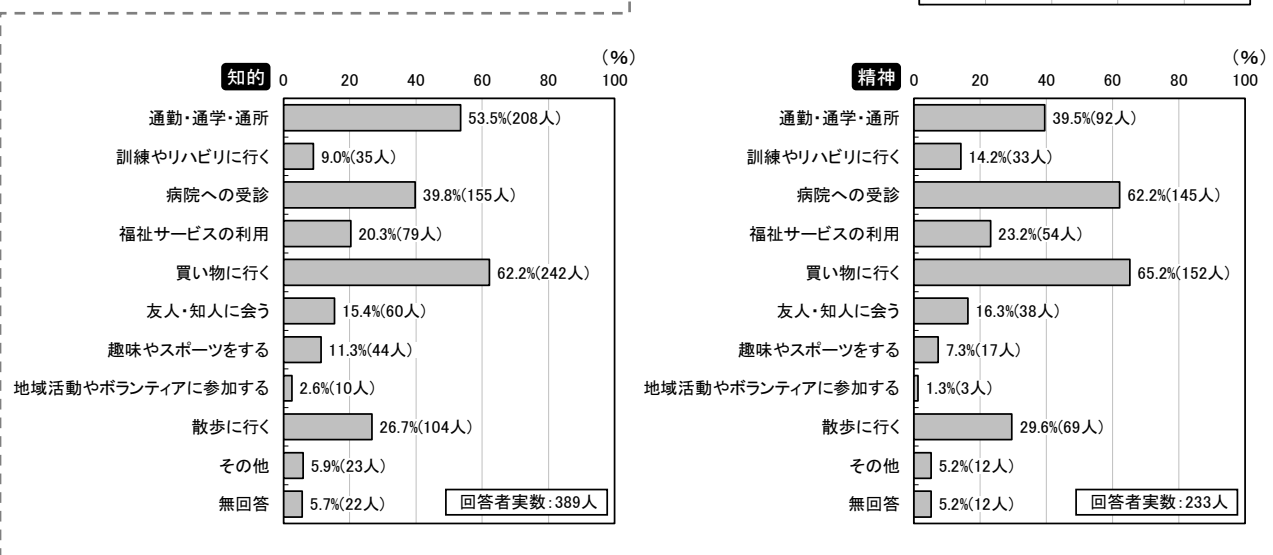 (%)
知的 0 20 40 60 80 100
通勤・通学・通所 53.5%(208人)
訓練やリハビリに行く 9.0%(35人)
病院への受診 39.8%(155人)
福祉サービスの利用 20.3%(79人)
買い物に行く 62.2%(242人)
友人・知人に会う 15.4%(60人)
趣味やスポーツをする 11.3%(44人)
地域活動やボランティアに参加する 2.6%(10人)
散歩に行く 26.7%(104人)
その他 5.9%(23人)
無回答 5.7%(22人)
回答者実数:389人
(%)
精神 0 20 40 60 80 100
通勤・通学・通所 39.5%(92人)
訓練やリハビリに行く 14.2%(33人)
病院への受診 62.2%(145人)
福祉サービスの利用 23.2%(54人)
買い物に行く 65.2%(152人)
友人・知人に会う 16.3%(38人)
趣味やスポーツをする 7.3%(17人)
地域活動やボランティアに参加する 1.3%(3人)
散歩に行く 29.6%(69人)
その他 5.2%(12人)
無回答 5.2%(12人)
回答者実数:233人